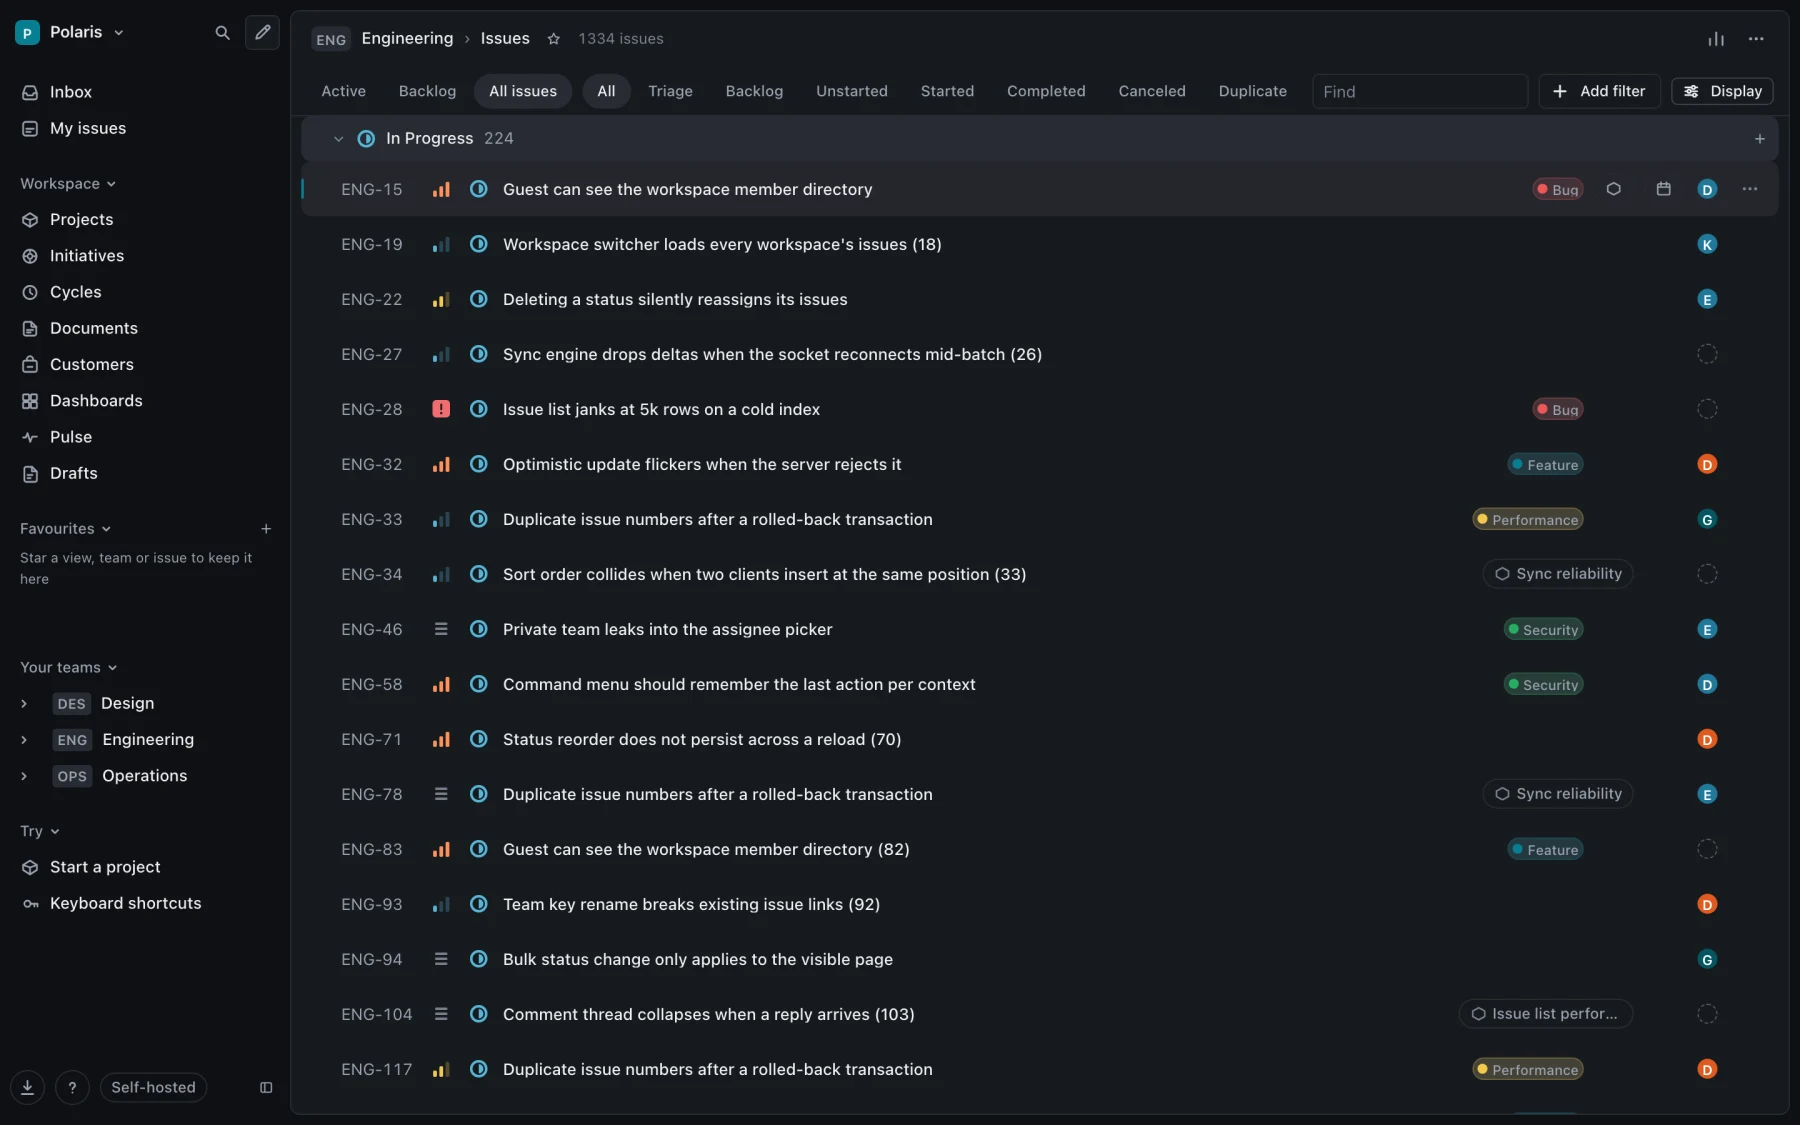 P Polaris
Inbox
My issues
Workspace
Projects
Initiatives
Cycles
Documents
Customers
Dashboards
Pulse
Drafts
Favourites
Star a view, team or issue to keep it
here
Your teams
DES Design
ENG Engineering
OPS Operations
Try
Start a project
Keyboard shortcuts
? Self-hosted
ENG Engineering › Issues 1334 issues
Active Backlog All issues All Triage Backlog Unstarted Started Completed Canceled Duplicate Find Add filter Display
In Progress 224
ENG-15 Guest can see the workspace member directory Bug D
ENG-19 Workspace switcher loads every workspace's issues (18) K
ENG-22 Deleting a status silently reassigns its issues E
ENG-27 Sync engine drops deltas when the socket reconnects mid-batch (26)
ENG-28 Issue list janks at 5k rows on a cold index Bug
ENG-32 Optimistic update flickers when the server rejects it Feature D
ENG-33 Duplicate issue numbers after a rolled-back transaction Performance G
ENG-34 Sort order collides when two clients insert at the same position (33) Sync reliability
ENG-46 Private team leaks into the assignee picker Security E
ENG-58 Command menu should remember the last action per context Security D
ENG-71 Status reorder does not persist across a reload (70) D
ENG-78 Duplicate issue numbers after a rolled-back transaction Sync reliability E
ENG-83 Guest can see the workspace member directory (82) Feature
ENG-93 Team key rename breaks existing issue links (92) D
ENG-94 Bulk status change only applies to the visible page G
ENG-104 Comment thread collapses when a reply arrives (103) Issue list perfor...
ENG-117 Duplicate issue numbers after a rolled-back transaction Performance D